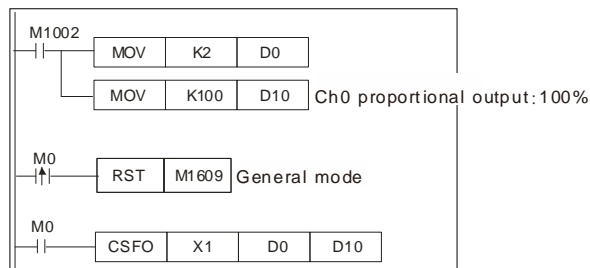 M1002
MOV K2 D0
MOV K100 D10 Ch0 proportional output:100%
M0
RST M1609 General mode
M0
CSFO X1 D0 D10